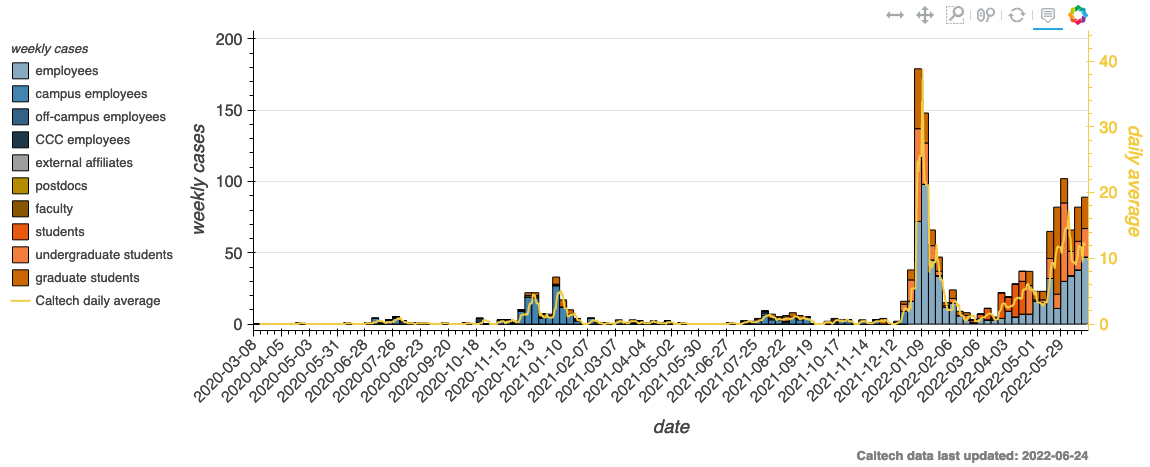 weekly cases
employees
campus employees
off-campus employees
CCC employees
external affiliates
postdocs
faculty
students
undergraduate students
graduate students
Caltech daily average
weekly cases
200
150
100
50
0
40
30
20
10
0
daily average
2020-03-08
2020-04-05
2020-05-03
2020-05-31
2020-06-28
2020-07-26
2020-08-23
2020-09-20
2020-10-18
2020-11-15
2020-12-13
2021-01-10
2021-02-07
2021-03-07
2021-04-04
2021-05-02
2021-05-30
2021-06-27
2021-07-25
2021-08-22
2021-09-19
2021-10-17
2021-11-14
2021-12-12
2022-01-09
2022-02-06
2022-03-06
2022-04-03
2022-05-01
2022-05-29
date
Caltech data last updated: 2022-06-24